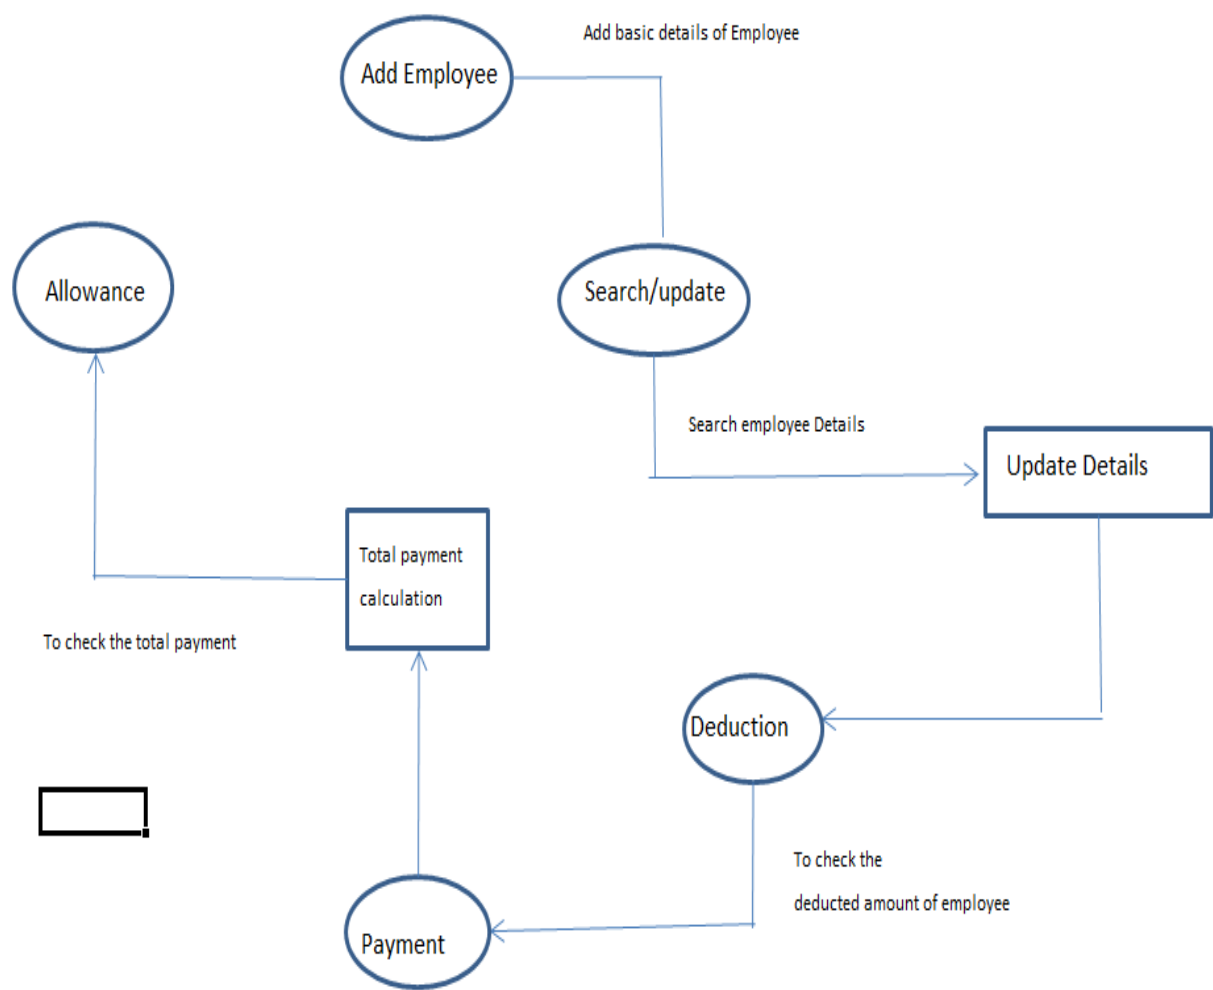 Add basic details of Employee
Add Employee
Allowance
Search/update
Search employee Details
Update Details
Total payment
calculation
To check the total payment
Deduction
To check the
deducted amount of employee
Payment